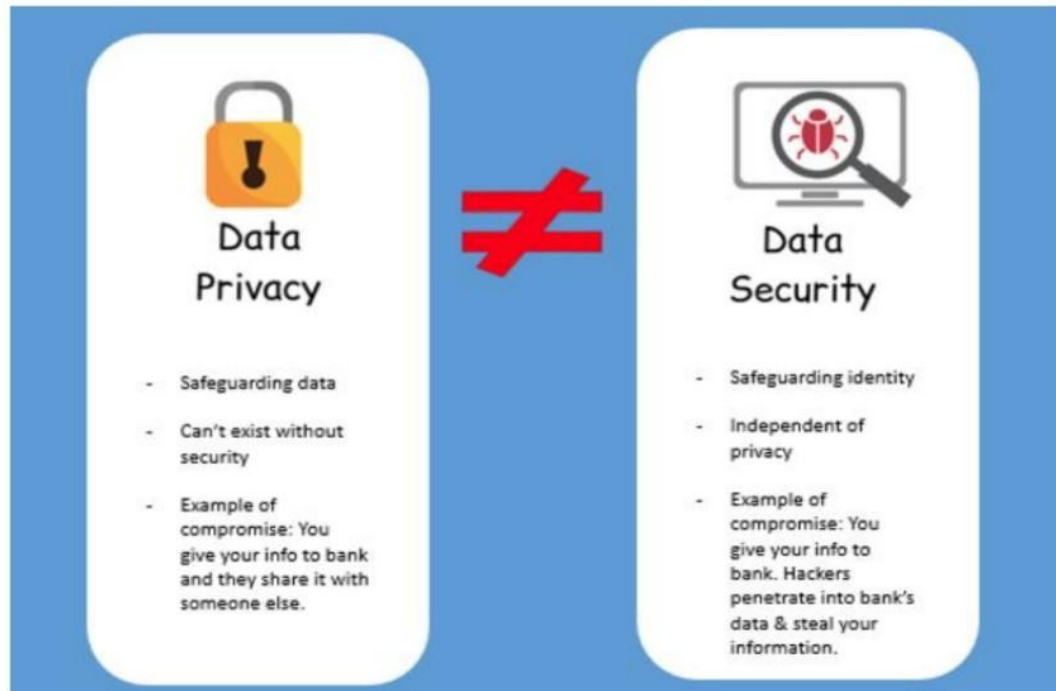 Data
Privacy
- Safeguarding data
- Can't exist without
security
- Example of
compromise: You
give your info to bank
and they share it with
someone else.
≠
Data
Security
- Safeguarding identity
- Independent of
privacy
- Example of
compromise: You
give your info to
bank. Hackers
penetrate into bank's
data & steal your
information.